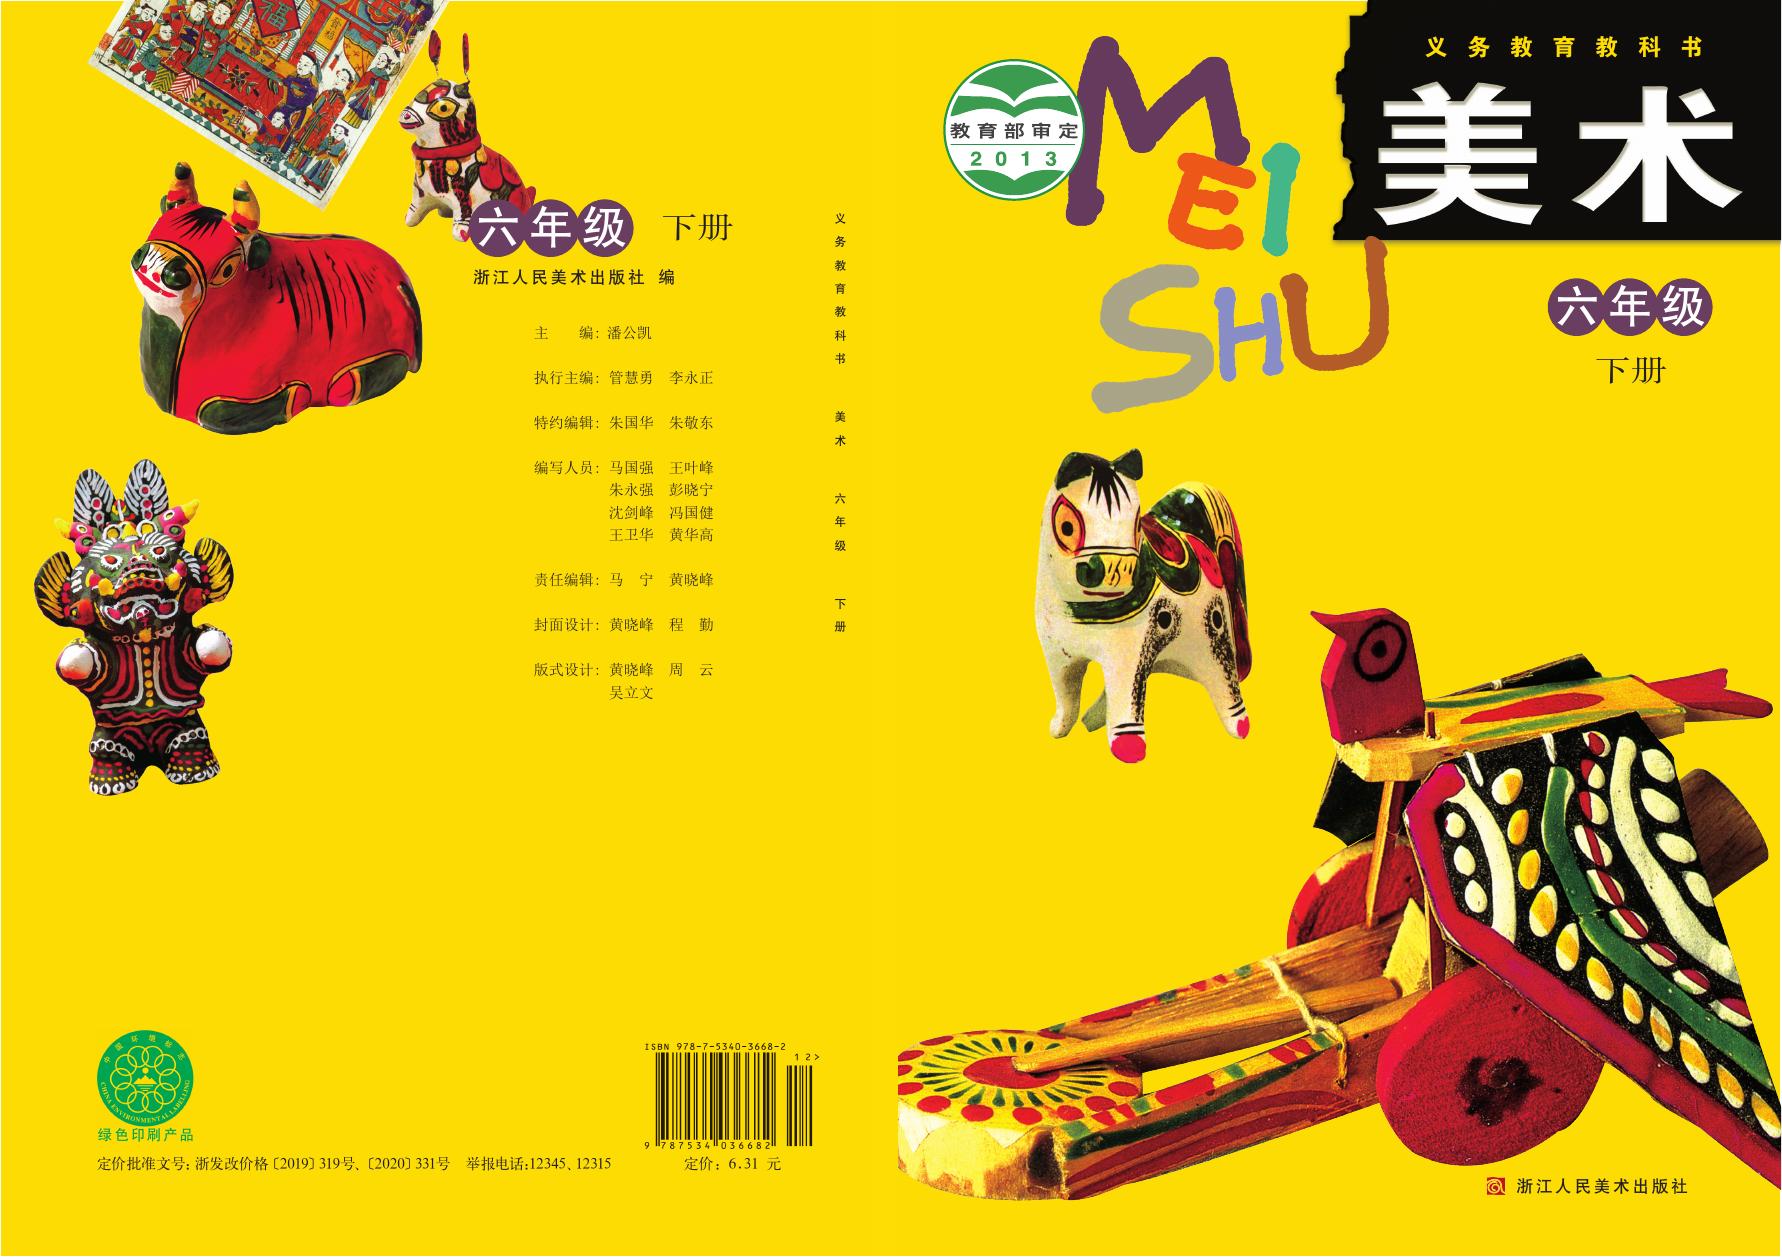 六年级 下册
浙江人民美术出版社 编
主 编：潘公凯
执行主编：管慧勇 李永正
特约编辑：朱国华 朱敬东
编写人员：马国强 王叶峰
朱永强 彭晓宁
沈剑峰 冯国健
王卫华 黄华高
责任编辑：马 宁 黄晓峰
封面设计：黄晓峰 程 勤
版式设计：黄晓峰 周 云
吴立文
中国环境标志
CHINA ENVIRONMENTAL LABELLING
绿色印刷产品
定价批准文号：浙发改价格〔2019〕319号、〔2020〕331号 举报电话:12345、12315
ISBN 978-7-5340-3668-2
12>
9 787534 036682
定价：6.31 元
义务教育教科书 美术 六年级 下册
义务教育教科书
美术
教育部审定
2013
MEI
SHU
六年级
下册
浙江人民美术出版社